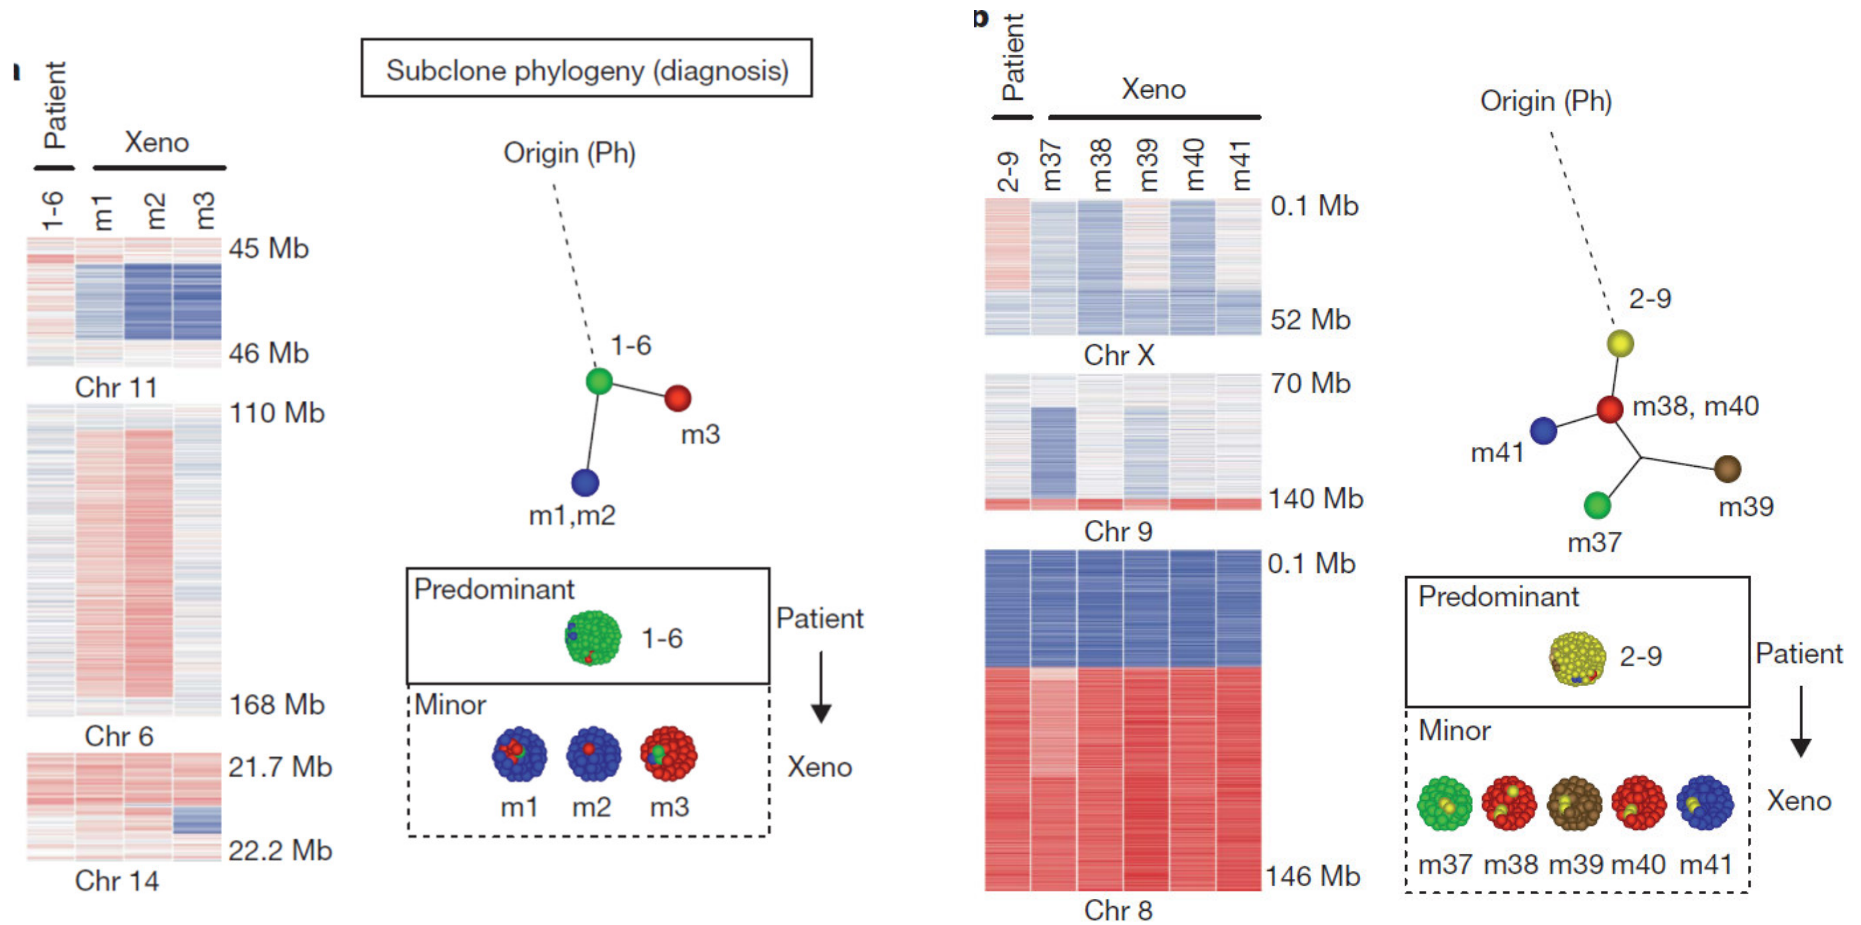 a
Patient
Xeno
1-6
m1
m2
m3
45 Mb
46 Mb
Chr 11
110 Mb
168 Mb
Chr 6
21.7 Mb
22.2 Mb
Chr 14
Subclone phylogeny (diagnosis)
Origin (Ph)
1-6
m3
m1,m2
Predominant
1-6
Patient
Minor
m1 m2 m3
Xeno
b
Patient
Xeno
2-9
m37
m38
m39
m40
m41
0.1 Mb
52 Mb
Chr X
70 Mb
140 Mb
Chr 9
0.1 Mb
146 Mb
Chr 8
Origin (Ph)
2-9
m38, m40
m41
m39
m37
Predominant
2-9
Patient
Minor
Xeno
m37 m38 m39 m40 m41